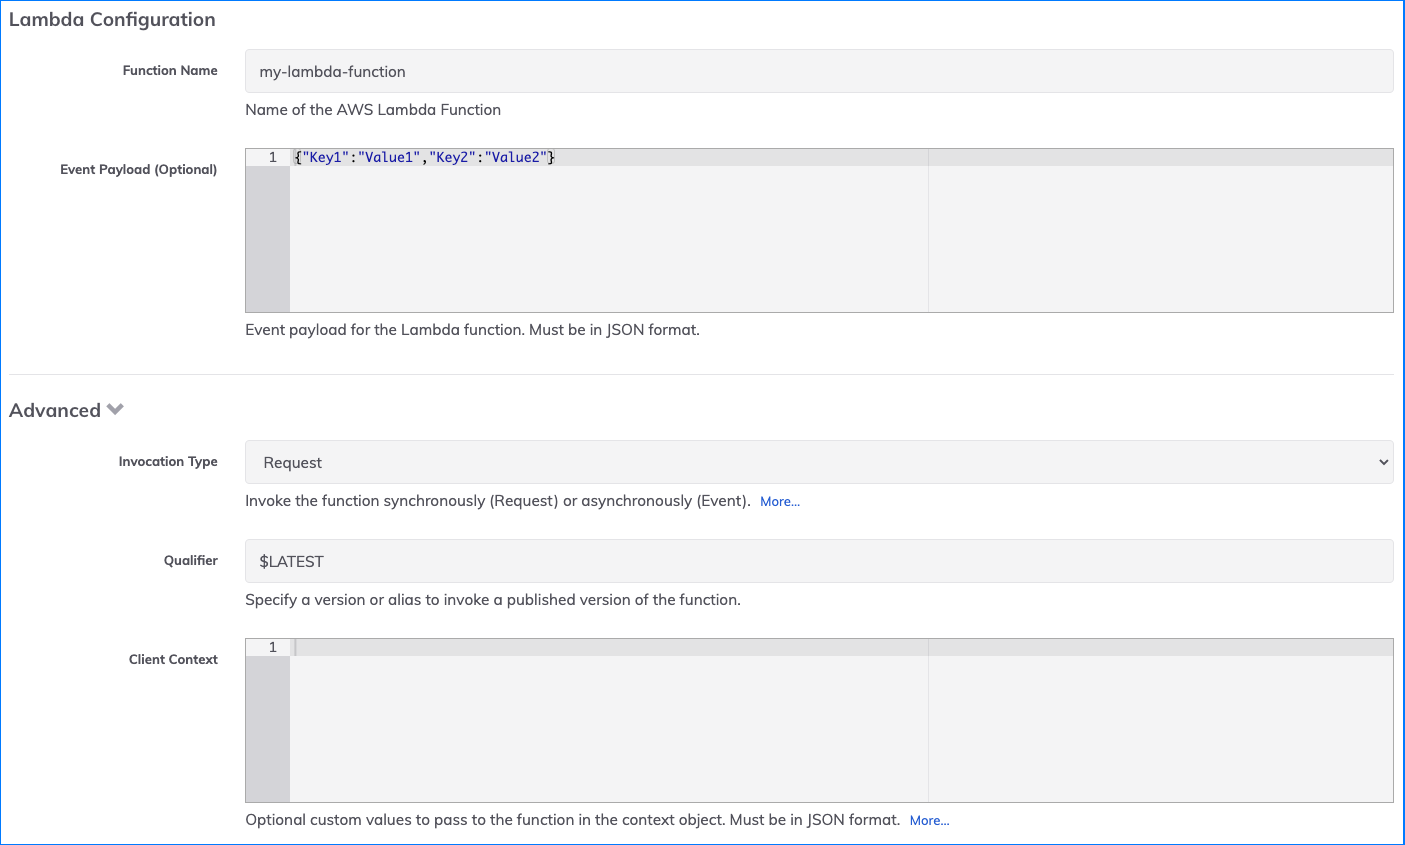 Lambda Configuration
Function Name
my-lambda-function
Name of the AWS Lambda Function
Event Payload (Optional)
1
{"Key1":"Value1","Key2":"Value2"}
Event payload for the Lambda function. Must be in JSON format.
Advanced
Invocation Type
Request
Invoke the function synchronously (Request) or asynchronously (Event). More...
Qualifier
$LATEST
Specify a version or alias to invoke a published version of the function.
Client Context
1
Optional custom values to pass to the function in the context object. Must be in JSON format. More...